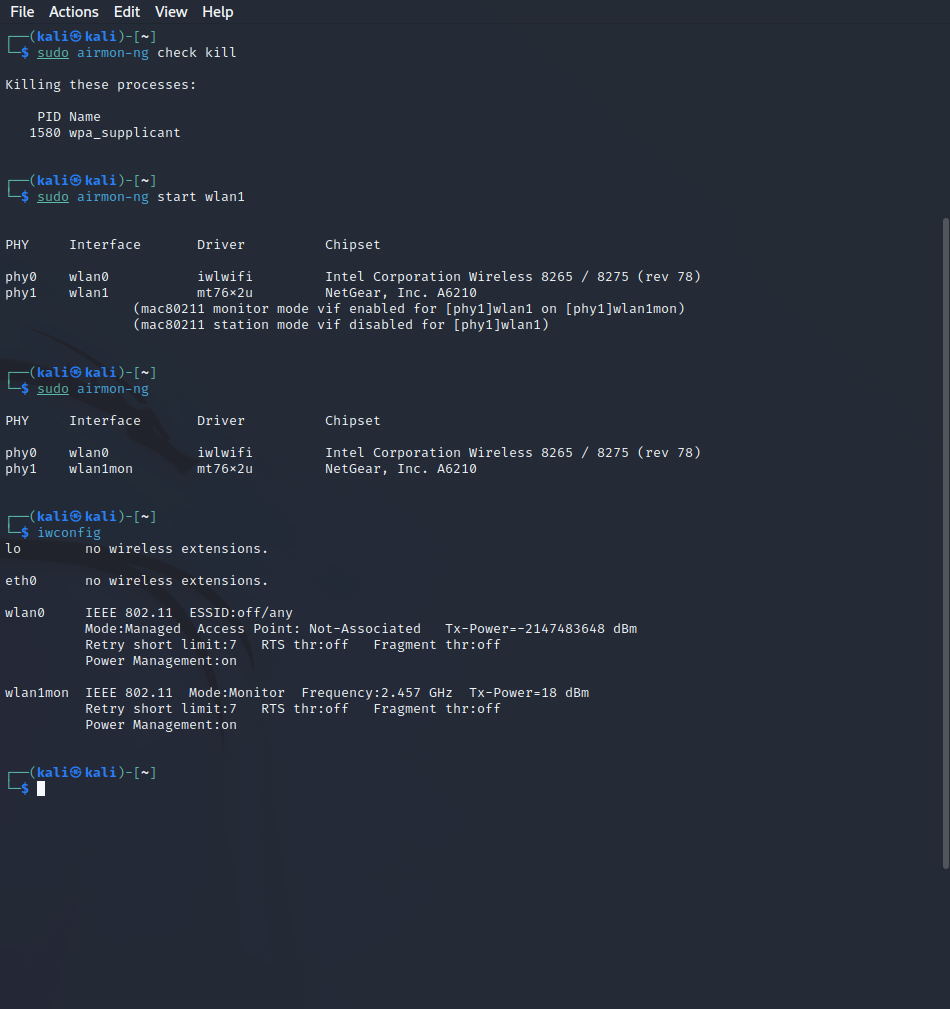 File Actions Edit View Help
┌──(kali㉿kali)-[~]
└─$ sudo airmon-ng check kill
Killing these processes:
PID Name
1580 wpa_supplicant
┌──(kali㉿kali)-[~]
└─$ sudo airmon-ng start wlan1
PHY Interface Driver Chipset
phy0 wlan0 iwlwifi Intel Corporation Wireless 8265 / 8275 (rev 78)
phy1 wlan1 mt76×2u NetGear, Inc. A6210
(mac80211 monitor mode vif enabled for [phy1]wlan1 on [phy1]wlan1mon)
(mac80211 station mode vif disabled for [phy1]wlan1)
┌──(kali㉿kali)-[~]
└─$ sudo airmon-ng
PHY Interface Driver Chipset
phy0 wlan0 iwlwifi Intel Corporation Wireless 8265 / 8275 (rev 78)
phy1 wlan1mon mt76×2u NetGear, Inc. A6210
┌──(kali㉿kali)-[~]
└─$ iwconfig
lo no wireless extensions.
eth0 no wireless extensions.
wlan0 IEEE 802.11 ESSID:off/any
Mode:Managed Access Point: Not-Associated Tx-Power=-2147483648 dBm
Retry short limit:7 RTS thr:off Fragment thr:off
Power Management:on
wlan1mon IEEE 802.11 Mode:Monitor Frequency:2.457 GHz Tx-Power=18 dBm
Retry short limit:7 RTS thr:off Fragment thr:off
Power Management:on
┌──(kali㉿kali)-[~]
└─$